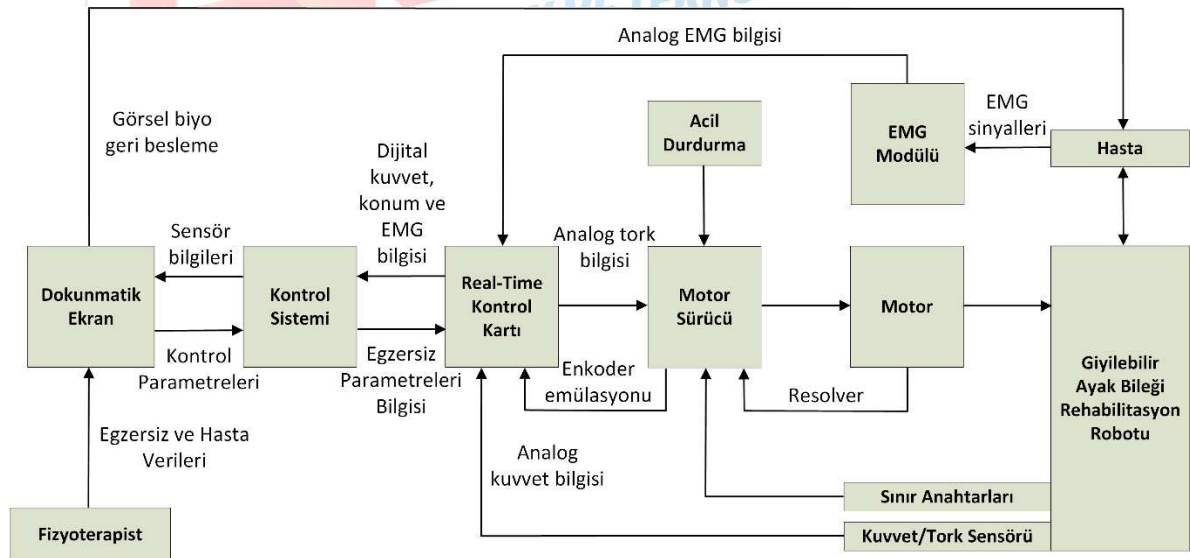 VE TEKNO
Analog EMG bilgisi
Görsel biyo
geri besleme
Acil
Durdurma
EMG
Modülü
EMG
sinyalleri
Hasta
Dijital
kuvvet,
konum ve
EMG
bilgisi
Sensör
bilgileri
Analog tork
bilgisi
Dokunmatik
Ekran
Kontrol
Sistemi
Real-Time
Kontrol
Kartı
Motor
Sürücü
Motor
Kontrol
Parametreleri
Egzersiz
Parametreleri
Bilgisi
Enkoder
emülasyonu
Resolver
Giyilebilir
Ayak Bileği
Rehabilitasyon
Robotu
Egzersiz ve Hasta
Verileri
Analog
kuvvet bilgisi
Sınır Anahtarları
Fizyoterapist
Kuvvet/Tork Sensörü